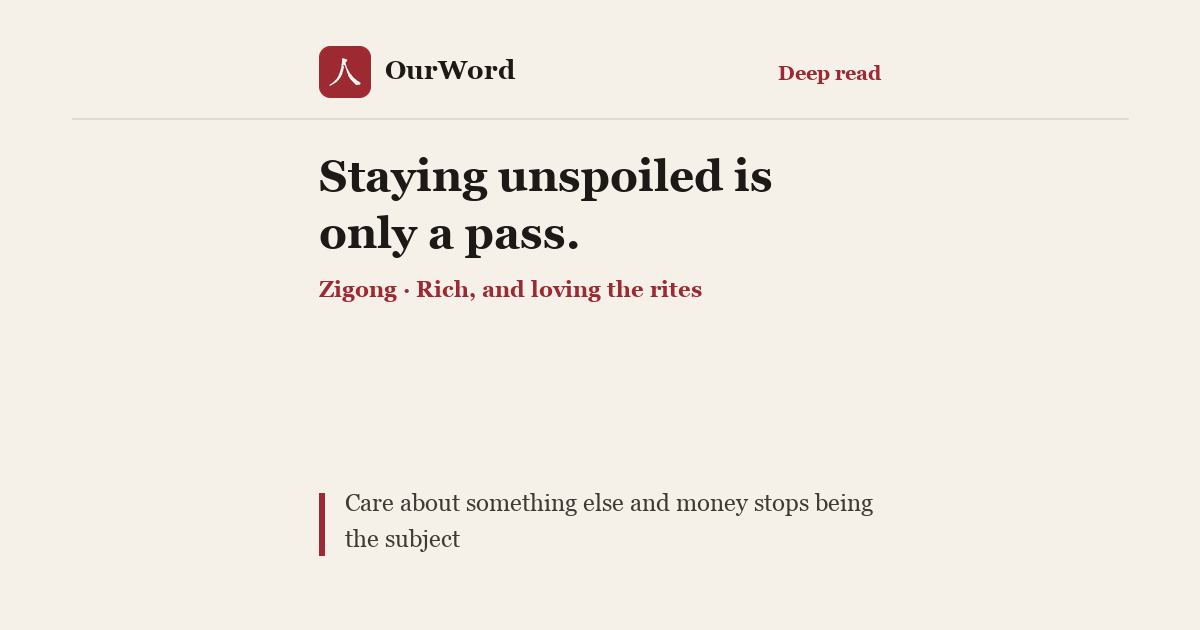 人
OurWord
Deep read
Staying unspoiled is
only a pass.
Zigong · Rich, and loving the rites
Care about something else and money stops being
the subject